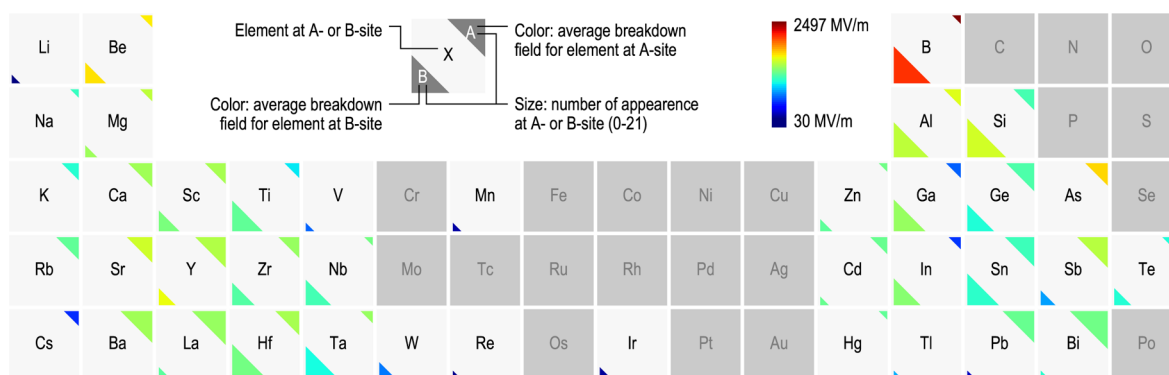 Element at A- or B-site
A
X
B
Color: average breakdown
field for element at A-site
Color: average breakdown
field for element at B-site
Size: number of appearence
at A- or B-site (0-21)
2497 MV/m
30 MV/m
Li Be B C N O
Na Mg Al Si P S
K Ca Sc Ti V Cr Mn Fe Co Ni Cu Zn Ga Ge As Se
Rb Sr Y Zr Nb Mo Tc Ru Rh Pd Ag Cd In Sn Sb Te
Cs Ba La Hf Ta W Re Os Ir Pt Au Hg Tl Pb Bi Po